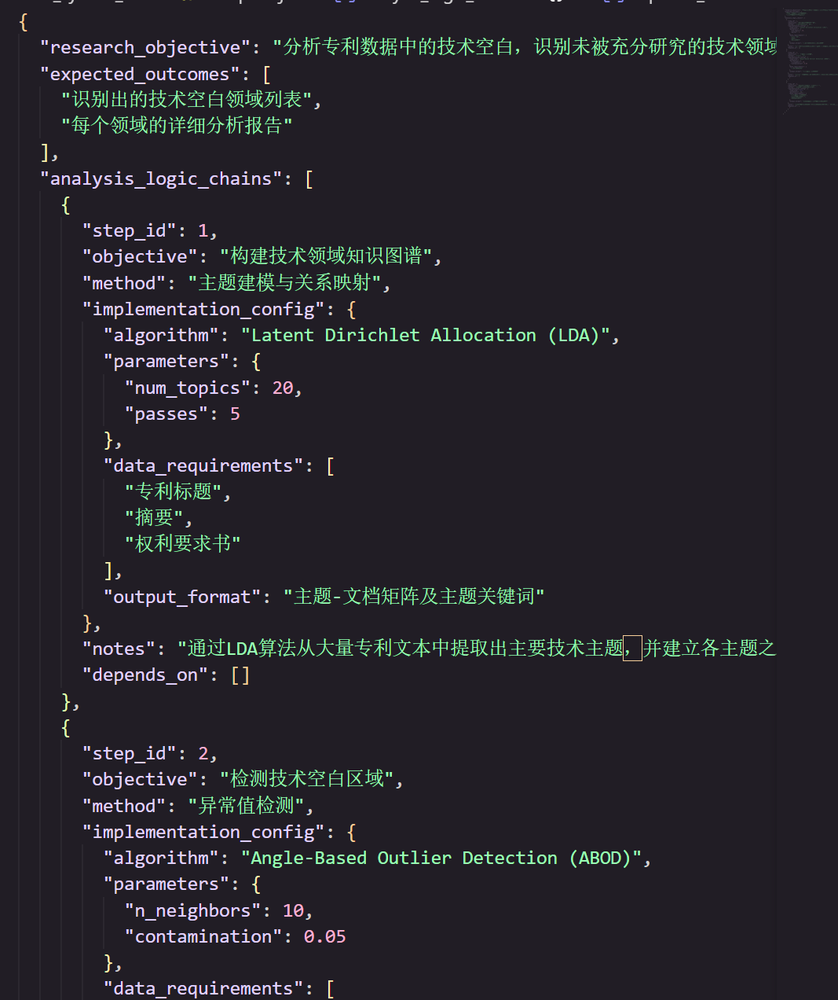 {
"research_objective": "分析专利数据中的技术空白，识别未被充分研究的技术领域
"expected_outcomes": [
"识别出的技术空白领域列表",
"每个领域的详细分析报告"
],
"analysis_logic_chains": [
{
"step_id": 1,
"objective": "构建技术领域知识图谱",
"method": "主题建模与关系映射",
"implementation_config": {
"algorithm": "Latent Dirichlet Allocation (LDA)",
"parameters": {
"num_topics": 20,
"passes": 5
},
"data_requirements": [
"专利标题",
"摘要",
"权利要求书"
],
"output_format": "主题-文档矩阵及主题关键词"
},
"notes": "通过LDA算法从大量专利文本中提取出主要技术主题，并建立各主题之
"depends_on": []
},
{
"step_id": 2,
"objective": "检测技术空白区域",
"method": "异常值检测",
"implementation_config": {
"algorithm": "Angle-Based Outlier Detection (ABOD)",
"parameters": {
"n_neighbors": 10,
"contamination": 0.05
},
"data_requirements": [